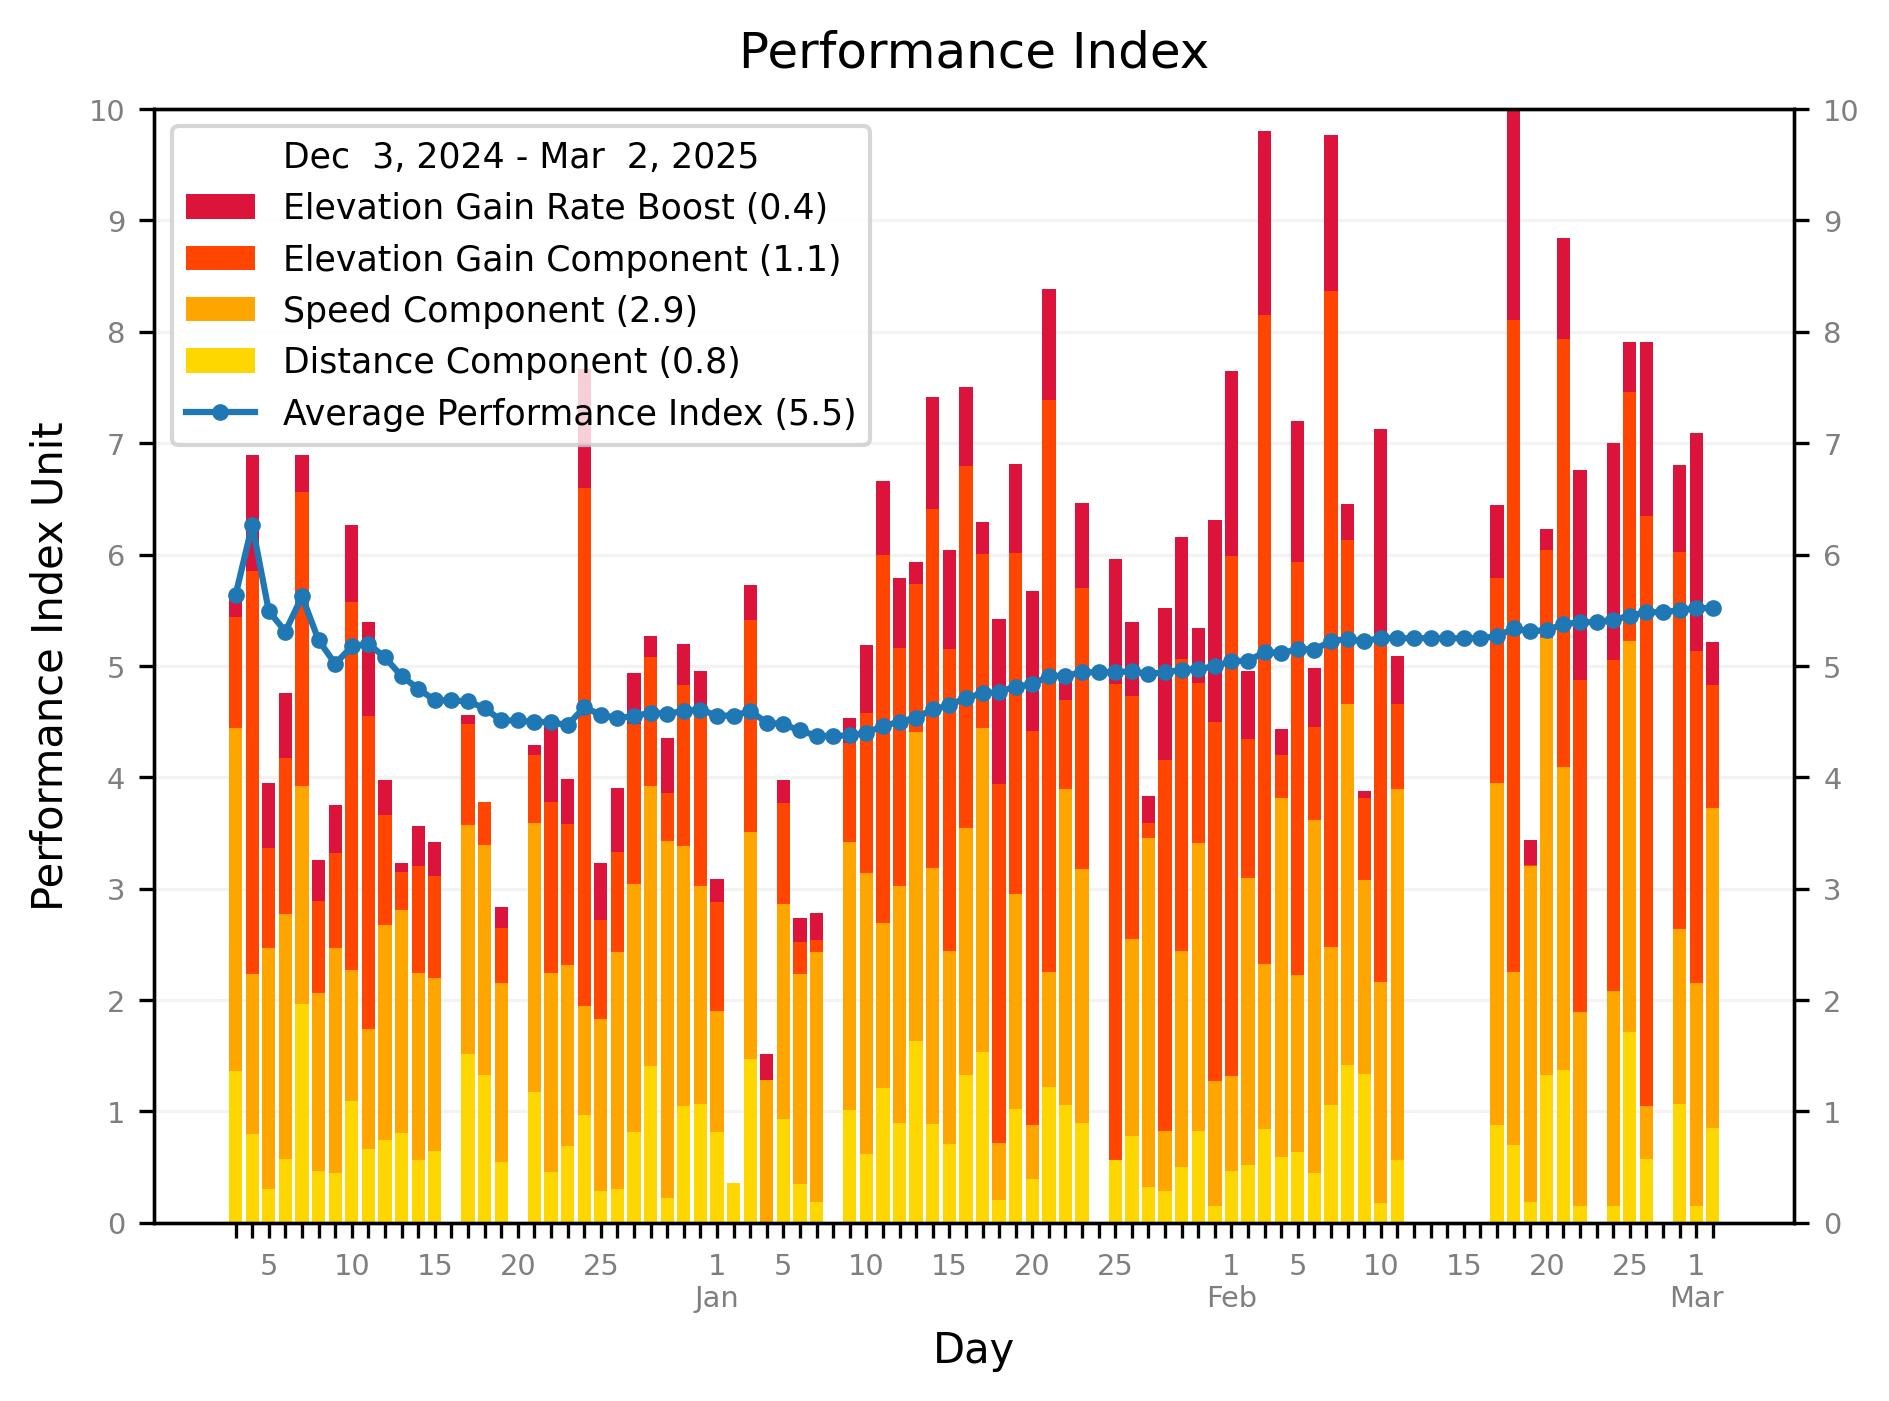 Performance Index
Dec  3, 2024 - Mar  2, 2025
Elevation Gain Rate Boost (0.4)
Elevation Gain Component (1.1)
Speed Component (2.9)
Distance Component (0.8)
Average Performance Index (5.5)
Performance Index Unit
10 10
9 9
8 8
7 7
6 6
5 5
4 4
3 3
2 2
1 1
0 0
5 10 15 20 25 1 5 10 15 20 25 1 5 10 15 20 25 1
Jan Feb Mar
Day